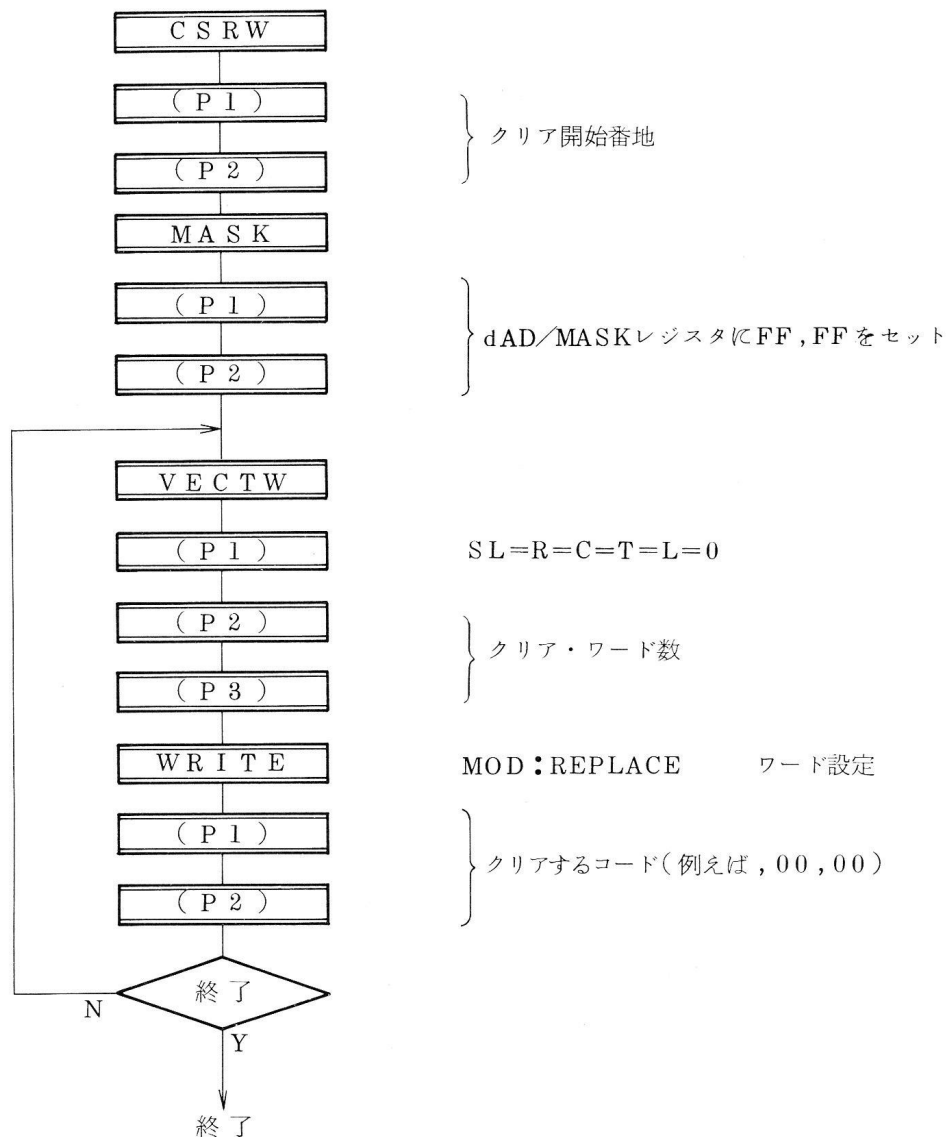 CSRW
(P1)
クリア開始番地
(P2)
MASK
(P1)
dAD/MASKレジスタにFF,FFをセット
(P2)
VECTW
(P1) SL=R=C=T=L=0
(P2)
クリア・ワード数
(P3)
WRITE MOD:REPLACE ワード設定
(P1)
クリアするコード(例えば,00,00)
(P2)
終了
N
Y
終了